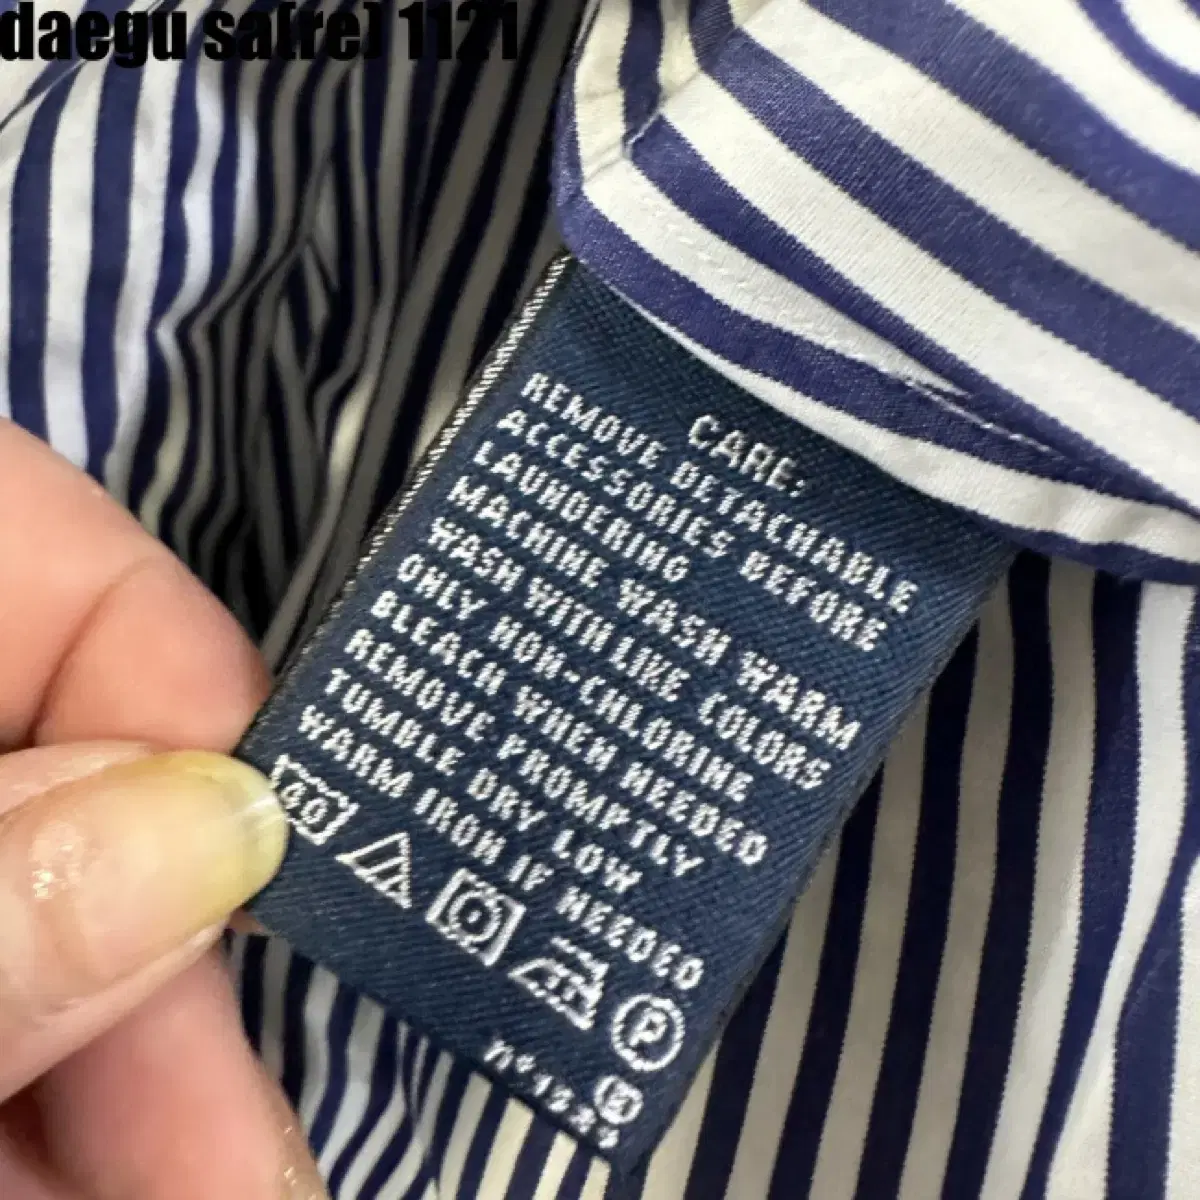 daegu sa[re] 1121
CARE:
REMOVE DETACHABLE
ACCESSORIES BEFORE
LAUNDERING
MACHINE WASH WARM
WASH WITH LIKE COLORS
ONLY NON-CHLORINE
BLEACH WHEN NEEDED
REMOVE PROMPTLY
TUMBLE DRY LOW
WARM IRON IF NEEDED
40
P